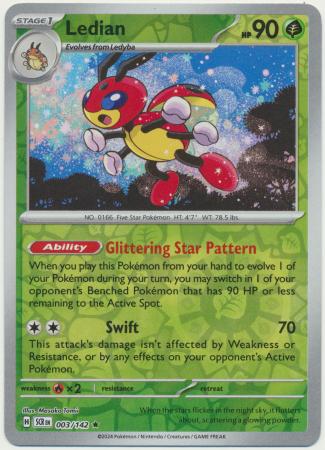 STAGE 1
Ledian
HP 90
Evolves from Ledyba
NO. 0166 Five Star Pokémon HT: 4'7" WT: 78.5 lbs.
Ability Glittering Star Pattern
When you play this Pokémon from your hand to evolve 1 of
your Pokémon during your turn, you may switch in 1 of your
opponent's Benched Pokémon that has 90 HP or less
remaining to the Active Spot.
Swift 70
This attack's damage isn't affected by Weakness or
Resistance, or by any effects on your opponent's Active
Pokémon.
weakness ×2 resistance retreat
Illus. Masako Tomii
H SCR EN 003/142
When the stars flicker in the night sky, it flutters
about, scattering a glowing powder.
©2024 Pokémon / Nintendo / Creatures / GAME FREAK